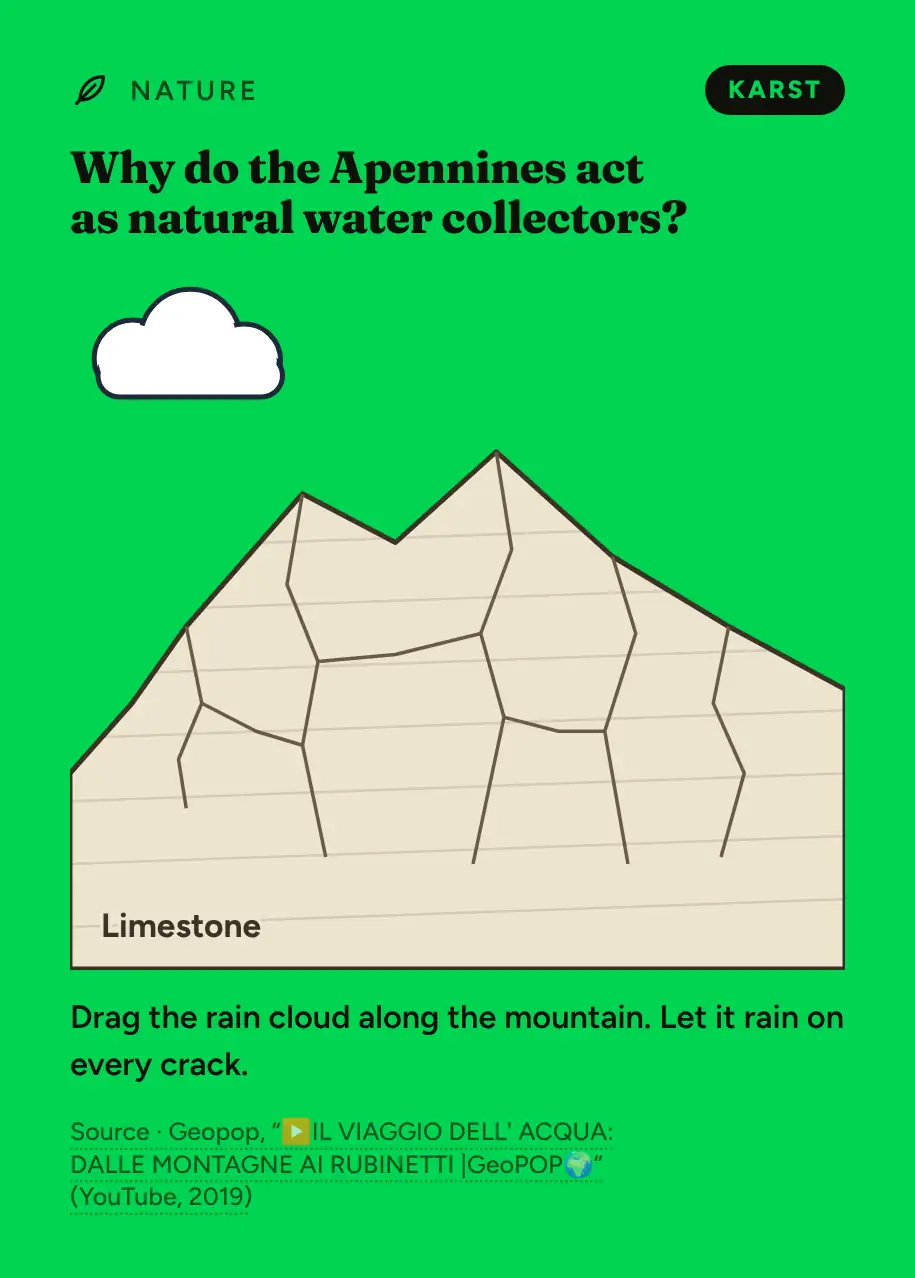 NATURE
KARST
Why do the Apennines act
as natural water collectors?
Limestone
Drag the rain cloud along the mountain. Let it rain on
every crack.
Source · Geopop, “▶️IL VIAGGIO DELL' ACQUA:
DALLE MONTAGNE AI RUBINETTI |GeoPOP🌍”
(YouTube, 2019)